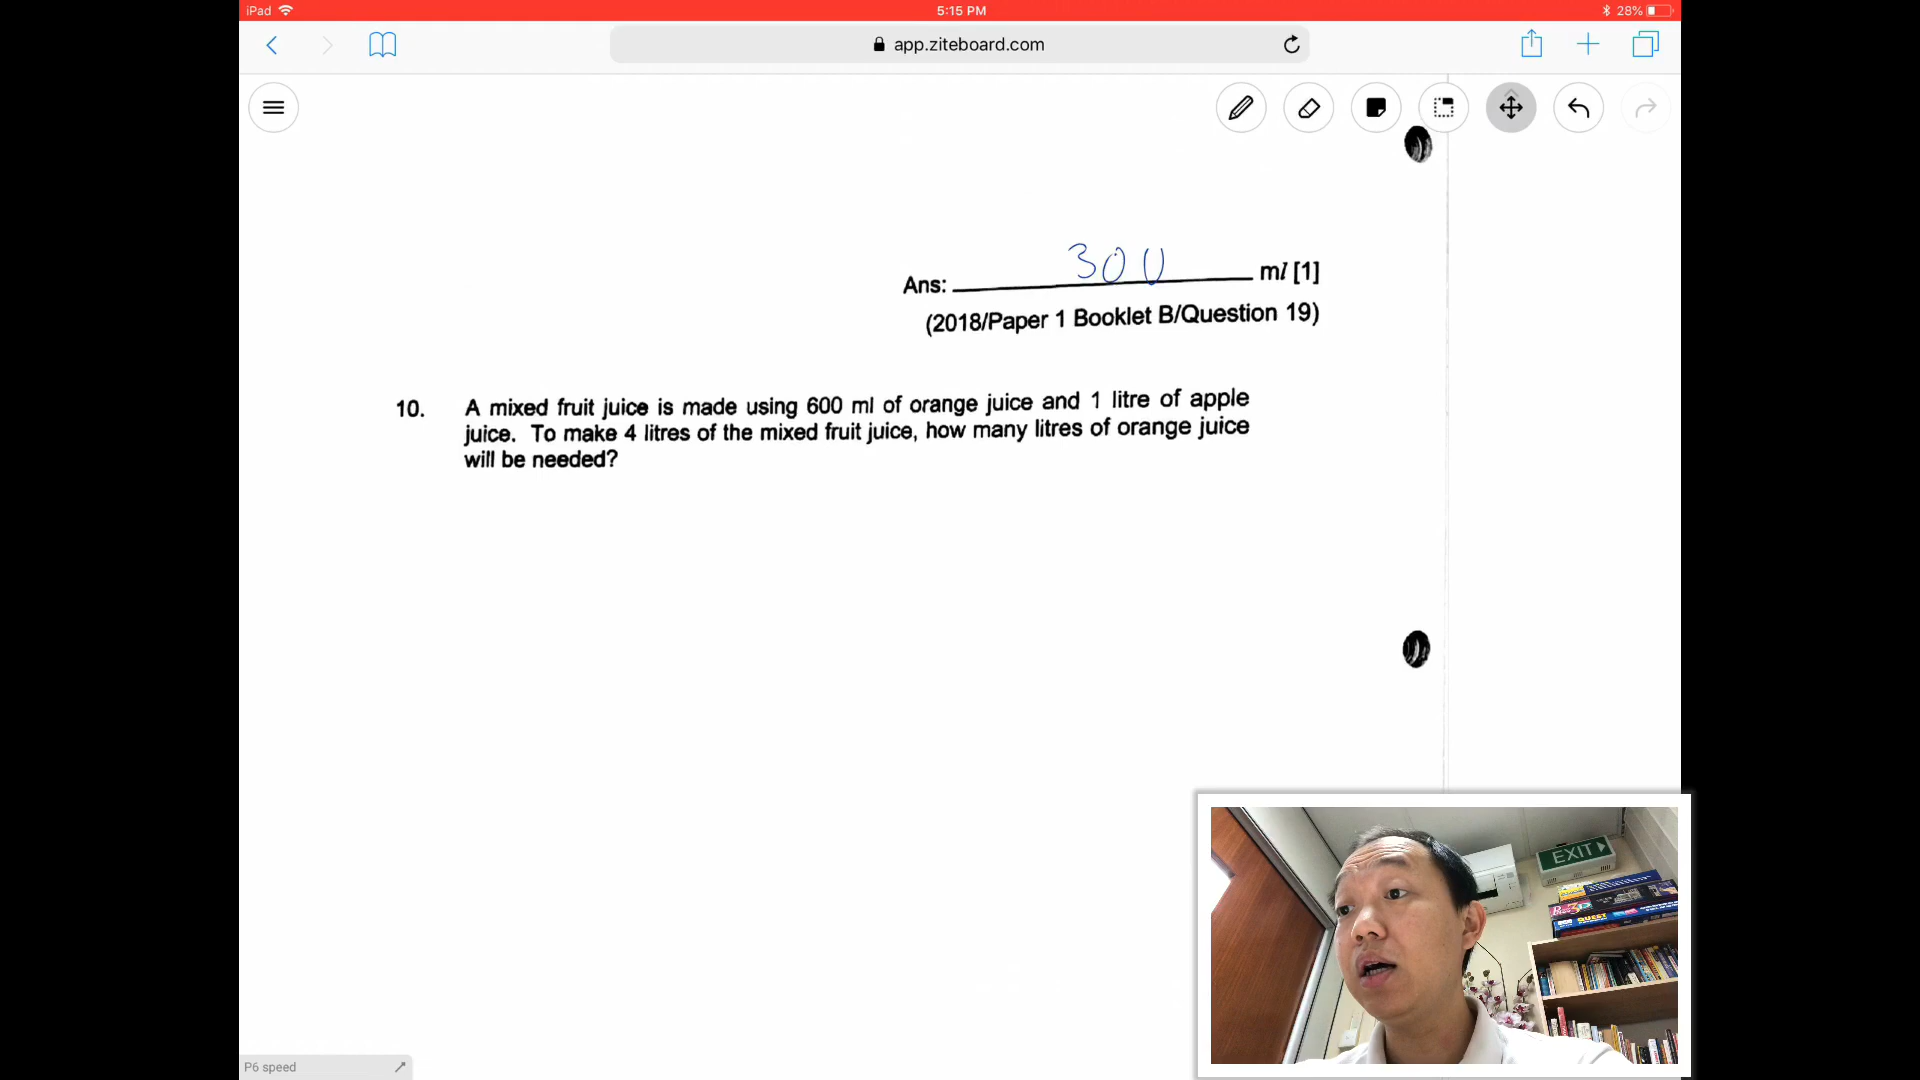 iPad
5:15 PM
28%
app.ziteboard.com
300
Ans: ml [1]
(2018/Paper 1 Booklet B/Question 19)
10. A mixed fruit juice is made using 600 ml of orange juice and 1 litre of apple
juice. To make 4 litres of the mixed fruit juice, how many litres of orange juice
will be needed?
EXIT
QUEST
P6 speed